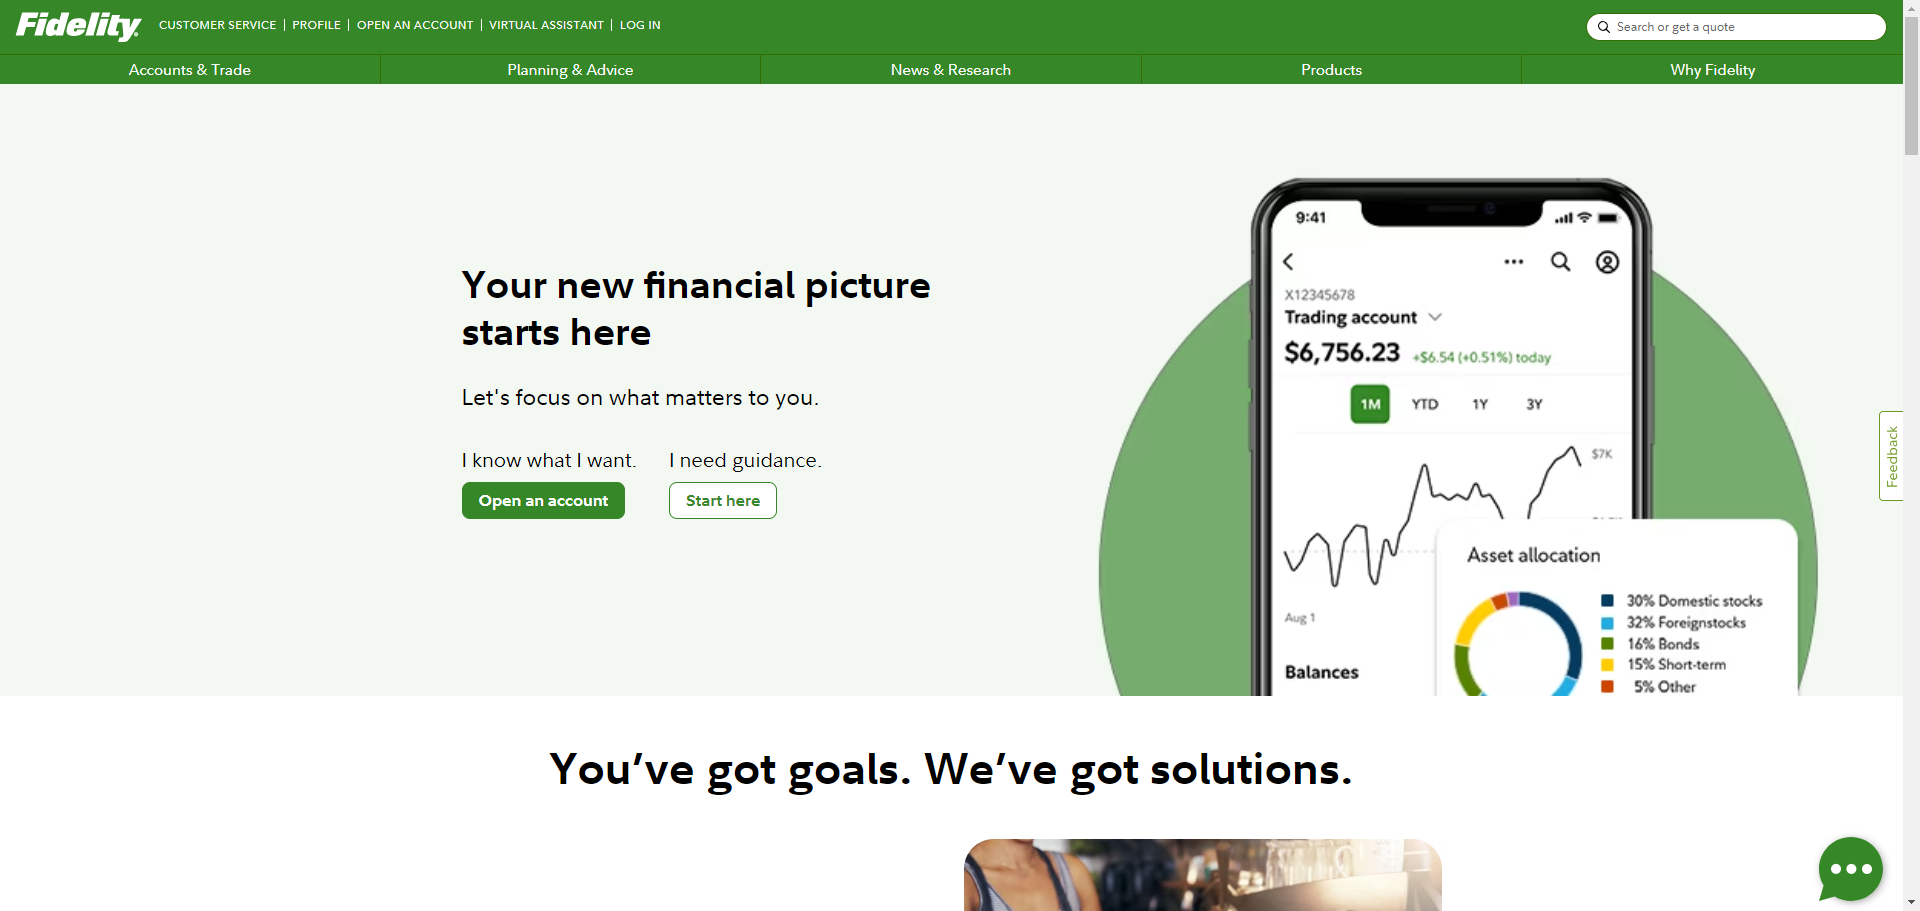 Fidelity
CUSTOMER SERVICE | PROFILE | OPEN AN ACCOUNT | VIRTUAL ASSISTANT | LOG IN
Search or get a quote
Accounts & Trade
Planning & Advice
News & Research
Products
Why Fidelity
Your new financial picture
starts here
Let's focus on what matters to you.
I know what I want.
Open an account
I need guidance.
Start here
9:41
X12345678
Trading account
$6,756.23 +$6.54 (+0.51%) today
1M YTD 1Y 3Y
$7K
Aug 1
Balances
Asset allocation
30% Domestic stocks
32% Foreignstocks
16% Bonds
15% Short-term
5% Other
Feedback
You’ve got goals. We’ve got solutions.